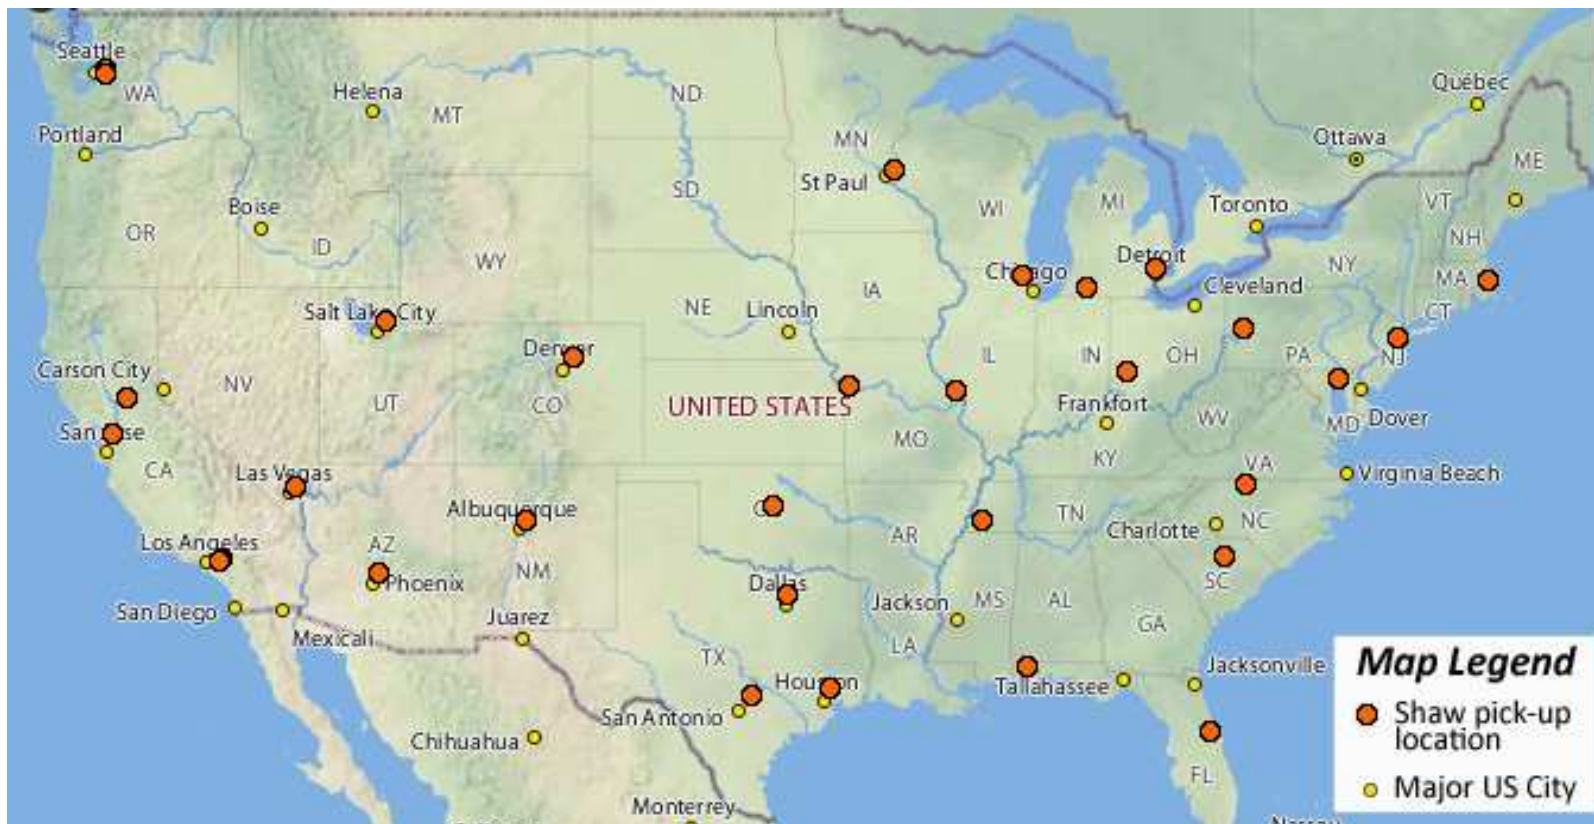 Seattle
WA
Helena
MT
ND
MN
Québec
Portland
Ottawa
ME
St Paul
SD
WI
MI
VT
Toronto
Boise
OR
ID
NH
WY
Detroit
NY
Chicago
MA
Cleveland
IA
CT
NE
Lincoln
Salt Lake City
Denver
IL
IN
OH
PA
NJ
Carson City
NV
UT
CO
UNITED STATES
Frankfort
WV
MD
Dover
San Jose
MO
CA
KY
VA
Virginia Beach
Las Vegas
Albuquerque
TN
NC
Charlotte
AR
Los Angeles
AZ
NM
Phoenix
Dallas
SC
Jackson
MS
AL
San Diego
Juarez
GA
Mexicali
LA
TX
Houston
Tallahassee
Jacksonville
San Antonio
Chihuahua
FL
Monterrey
Map Legend
Shaw pick-up
location
Major US City